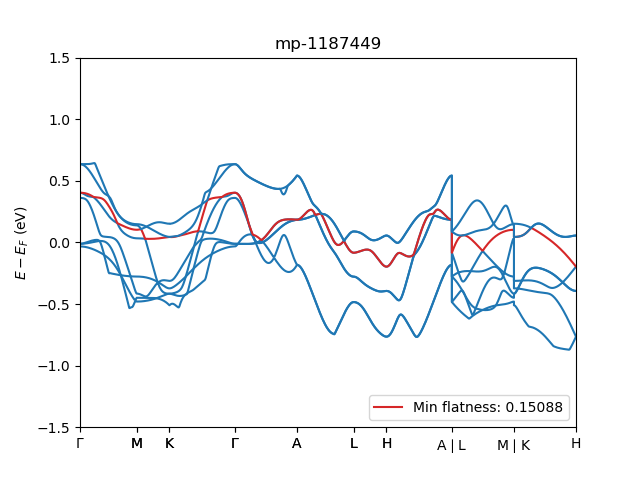 mp-1187449
1.5
1.0
0.5
0.0
−0.5
−1.0
−1.5
E − E_F (eV)
Min flatness: 0.15088
Γ M K Γ A L H A | L M | K H